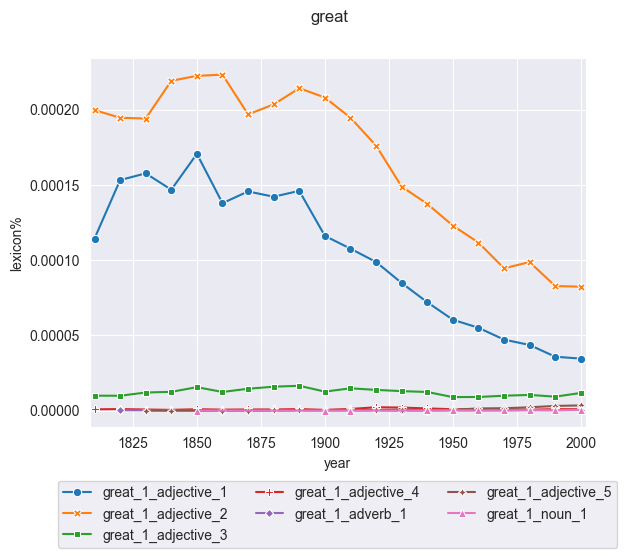 great
0.00020
0.00015
0.00010
0.00005
0.00000
lexicon%
1825 1850 1875 1900 1925 1950 1975 2000
year
great_1_adjective_1 great_1_adjective_4 great_1_adjective_5
great_1_adjective_2 great_1_adverb_1 great_1_noun_1
great_1_adjective_3